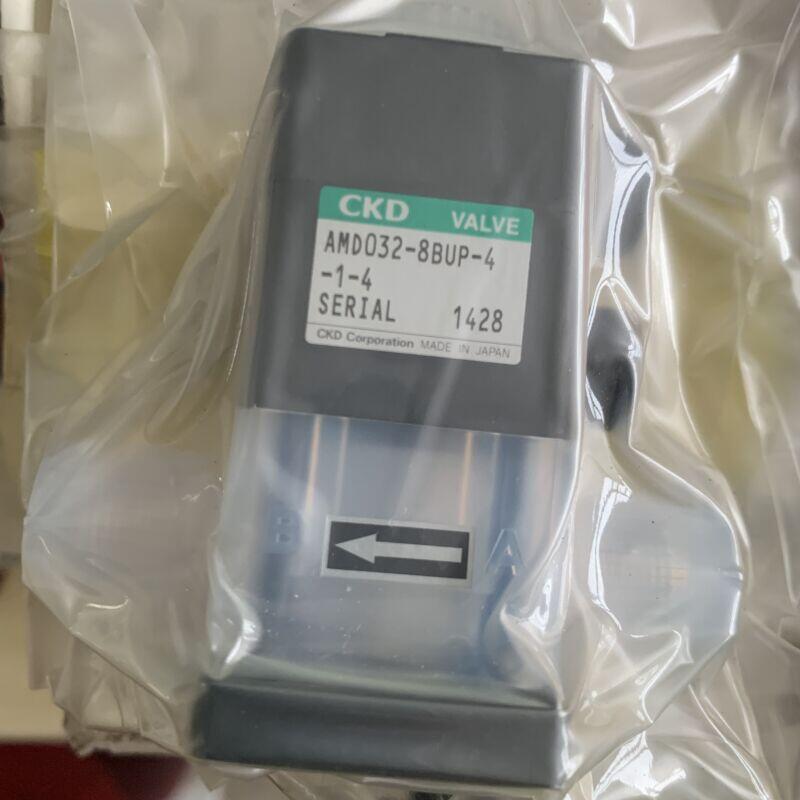 CKD VALVE
AMD032-8BUP-4
-1-4
SERIAL 1428
CKD Corporation MADE IN JAPAN
B A